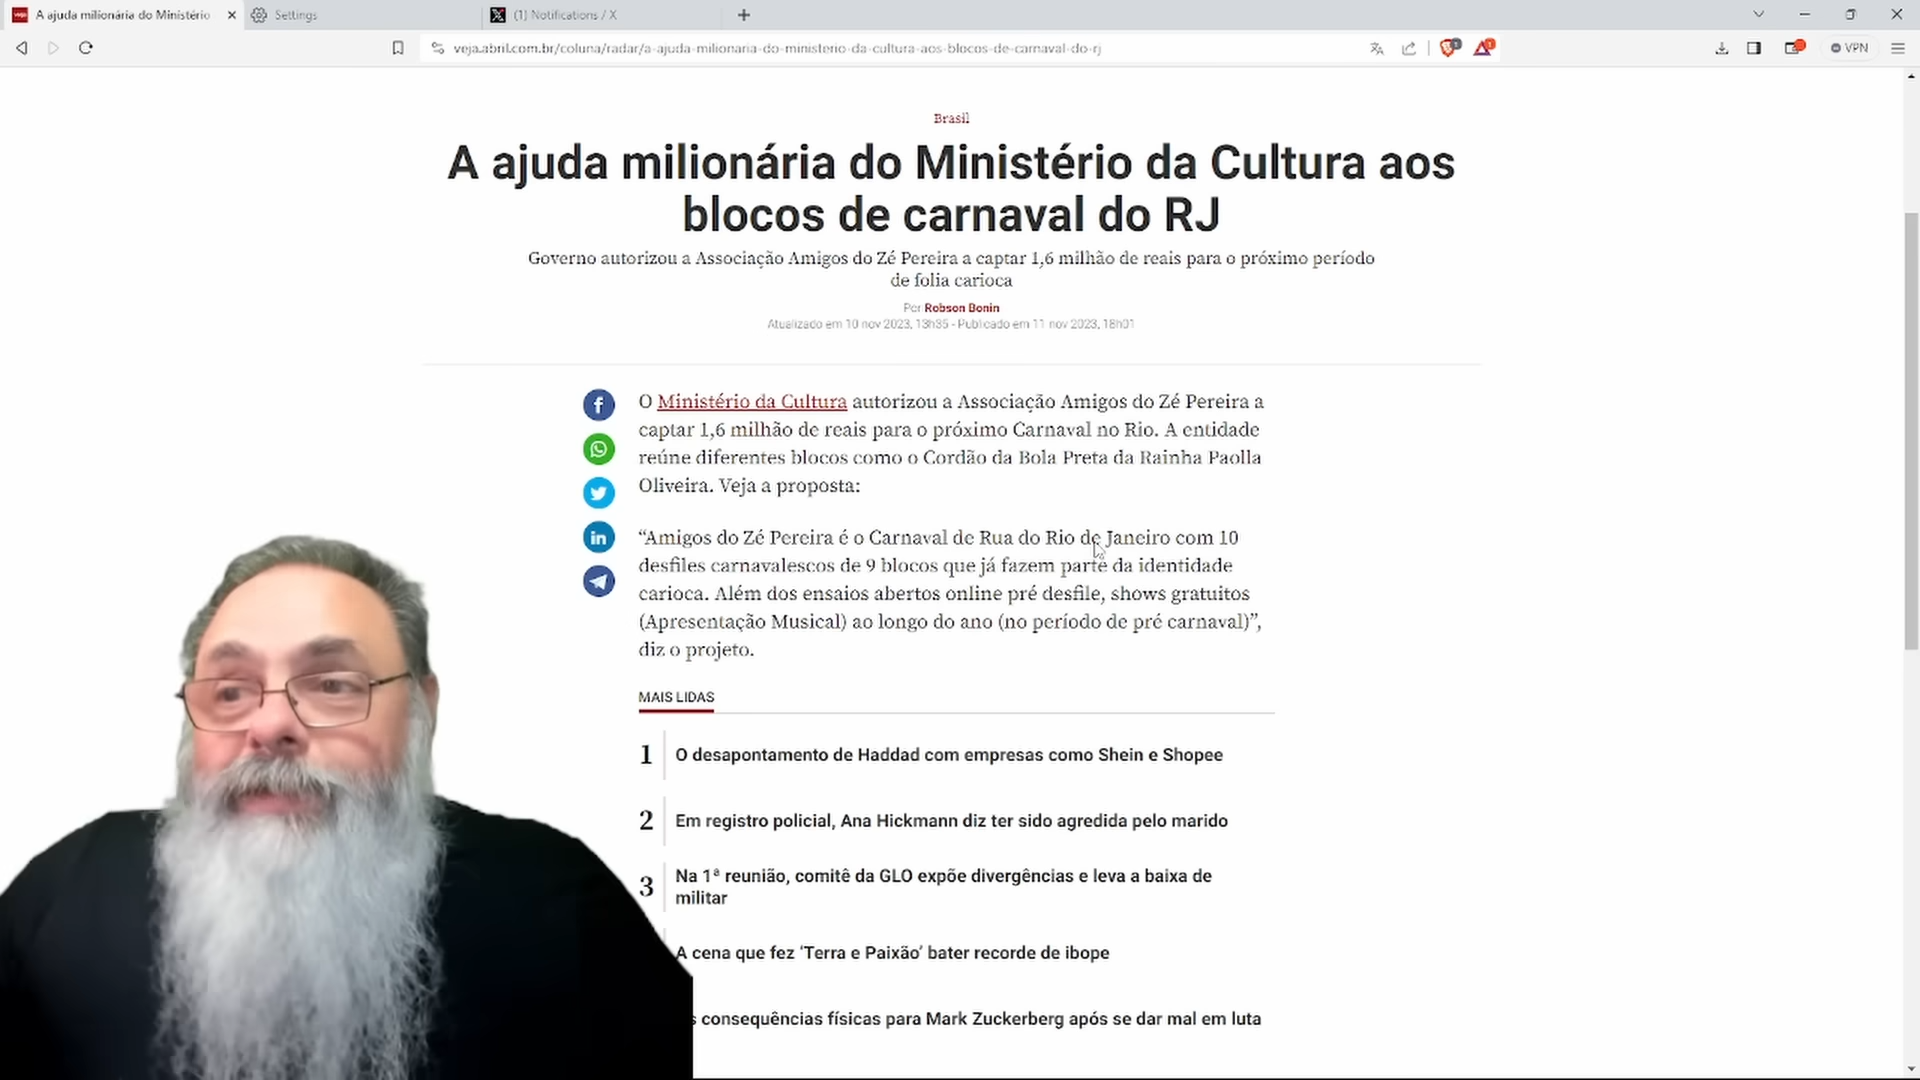 A ajuda milionária do Ministério
Settings
(1) Notifications / X
veja.abril.com.br/coluna/radar/a-ajuda-milionaria-do-ministerio-da-cultura-aos-blocos-de-carnaval-do-rj
VPN
Brasil
A ajuda milionária do Ministério da Cultura aos
blocos de carnaval do RJ
Governo autorizou a Associação Amigos do Zé Pereira a captar 1,6 milhão de reais para o próximo período
de folia carioca
Por Robson Bonin
Atualizado em 10 nov 2023, 13h35 - Publicado em 11 nov 2023, 18h01
O Ministério da Cultura autorizou a Associação Amigos do Zé Pereira a
captar 1,6 milhão de reais para o próximo Carnaval no Rio. A entidade
reúne diferentes blocos como o Cordão da Bola Preta da Rainha Paolla
Oliveira. Veja a proposta:
“Amigos do Zé Pereira é o Carnaval de Rua do Rio de Janeiro com 10
desfiles carnavalescos de 9 blocos que já fazem parte da identidade
carioca. Além dos ensaios abertos online pré desfile, shows gratuitos
(Apresentação Musical) ao longo do ano (no período de pré carnaval)”,
diz o projeto.
MAIS LIDAS
1 O desapontamento de Haddad com empresas como Shein e Shopee
2 Em registro policial, Ana Hickmann diz ter sido agredida pelo marido
3 Na 1ª reunião, comitê da GLO expõe divergências e leva a baixa de
militar
A cena que fez ‘Terra e Paixão’ bater recorde de ibope
s consequências físicas para Mark Zuckerberg após se dar mal em luta